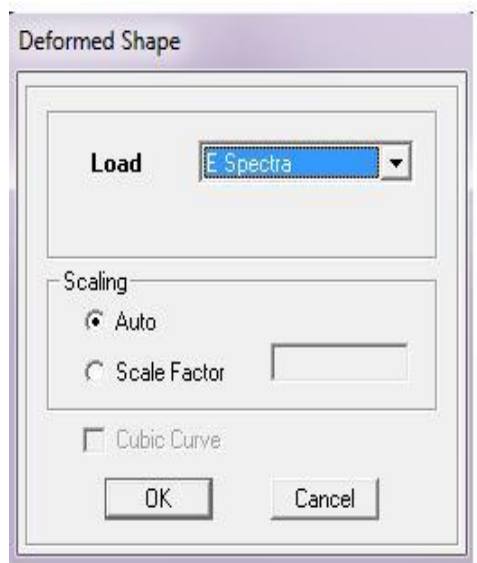 Deformed Shape
Load E Spectra
Scaling
Auto
Scale Factor
Cubic Curve
OK Cancel